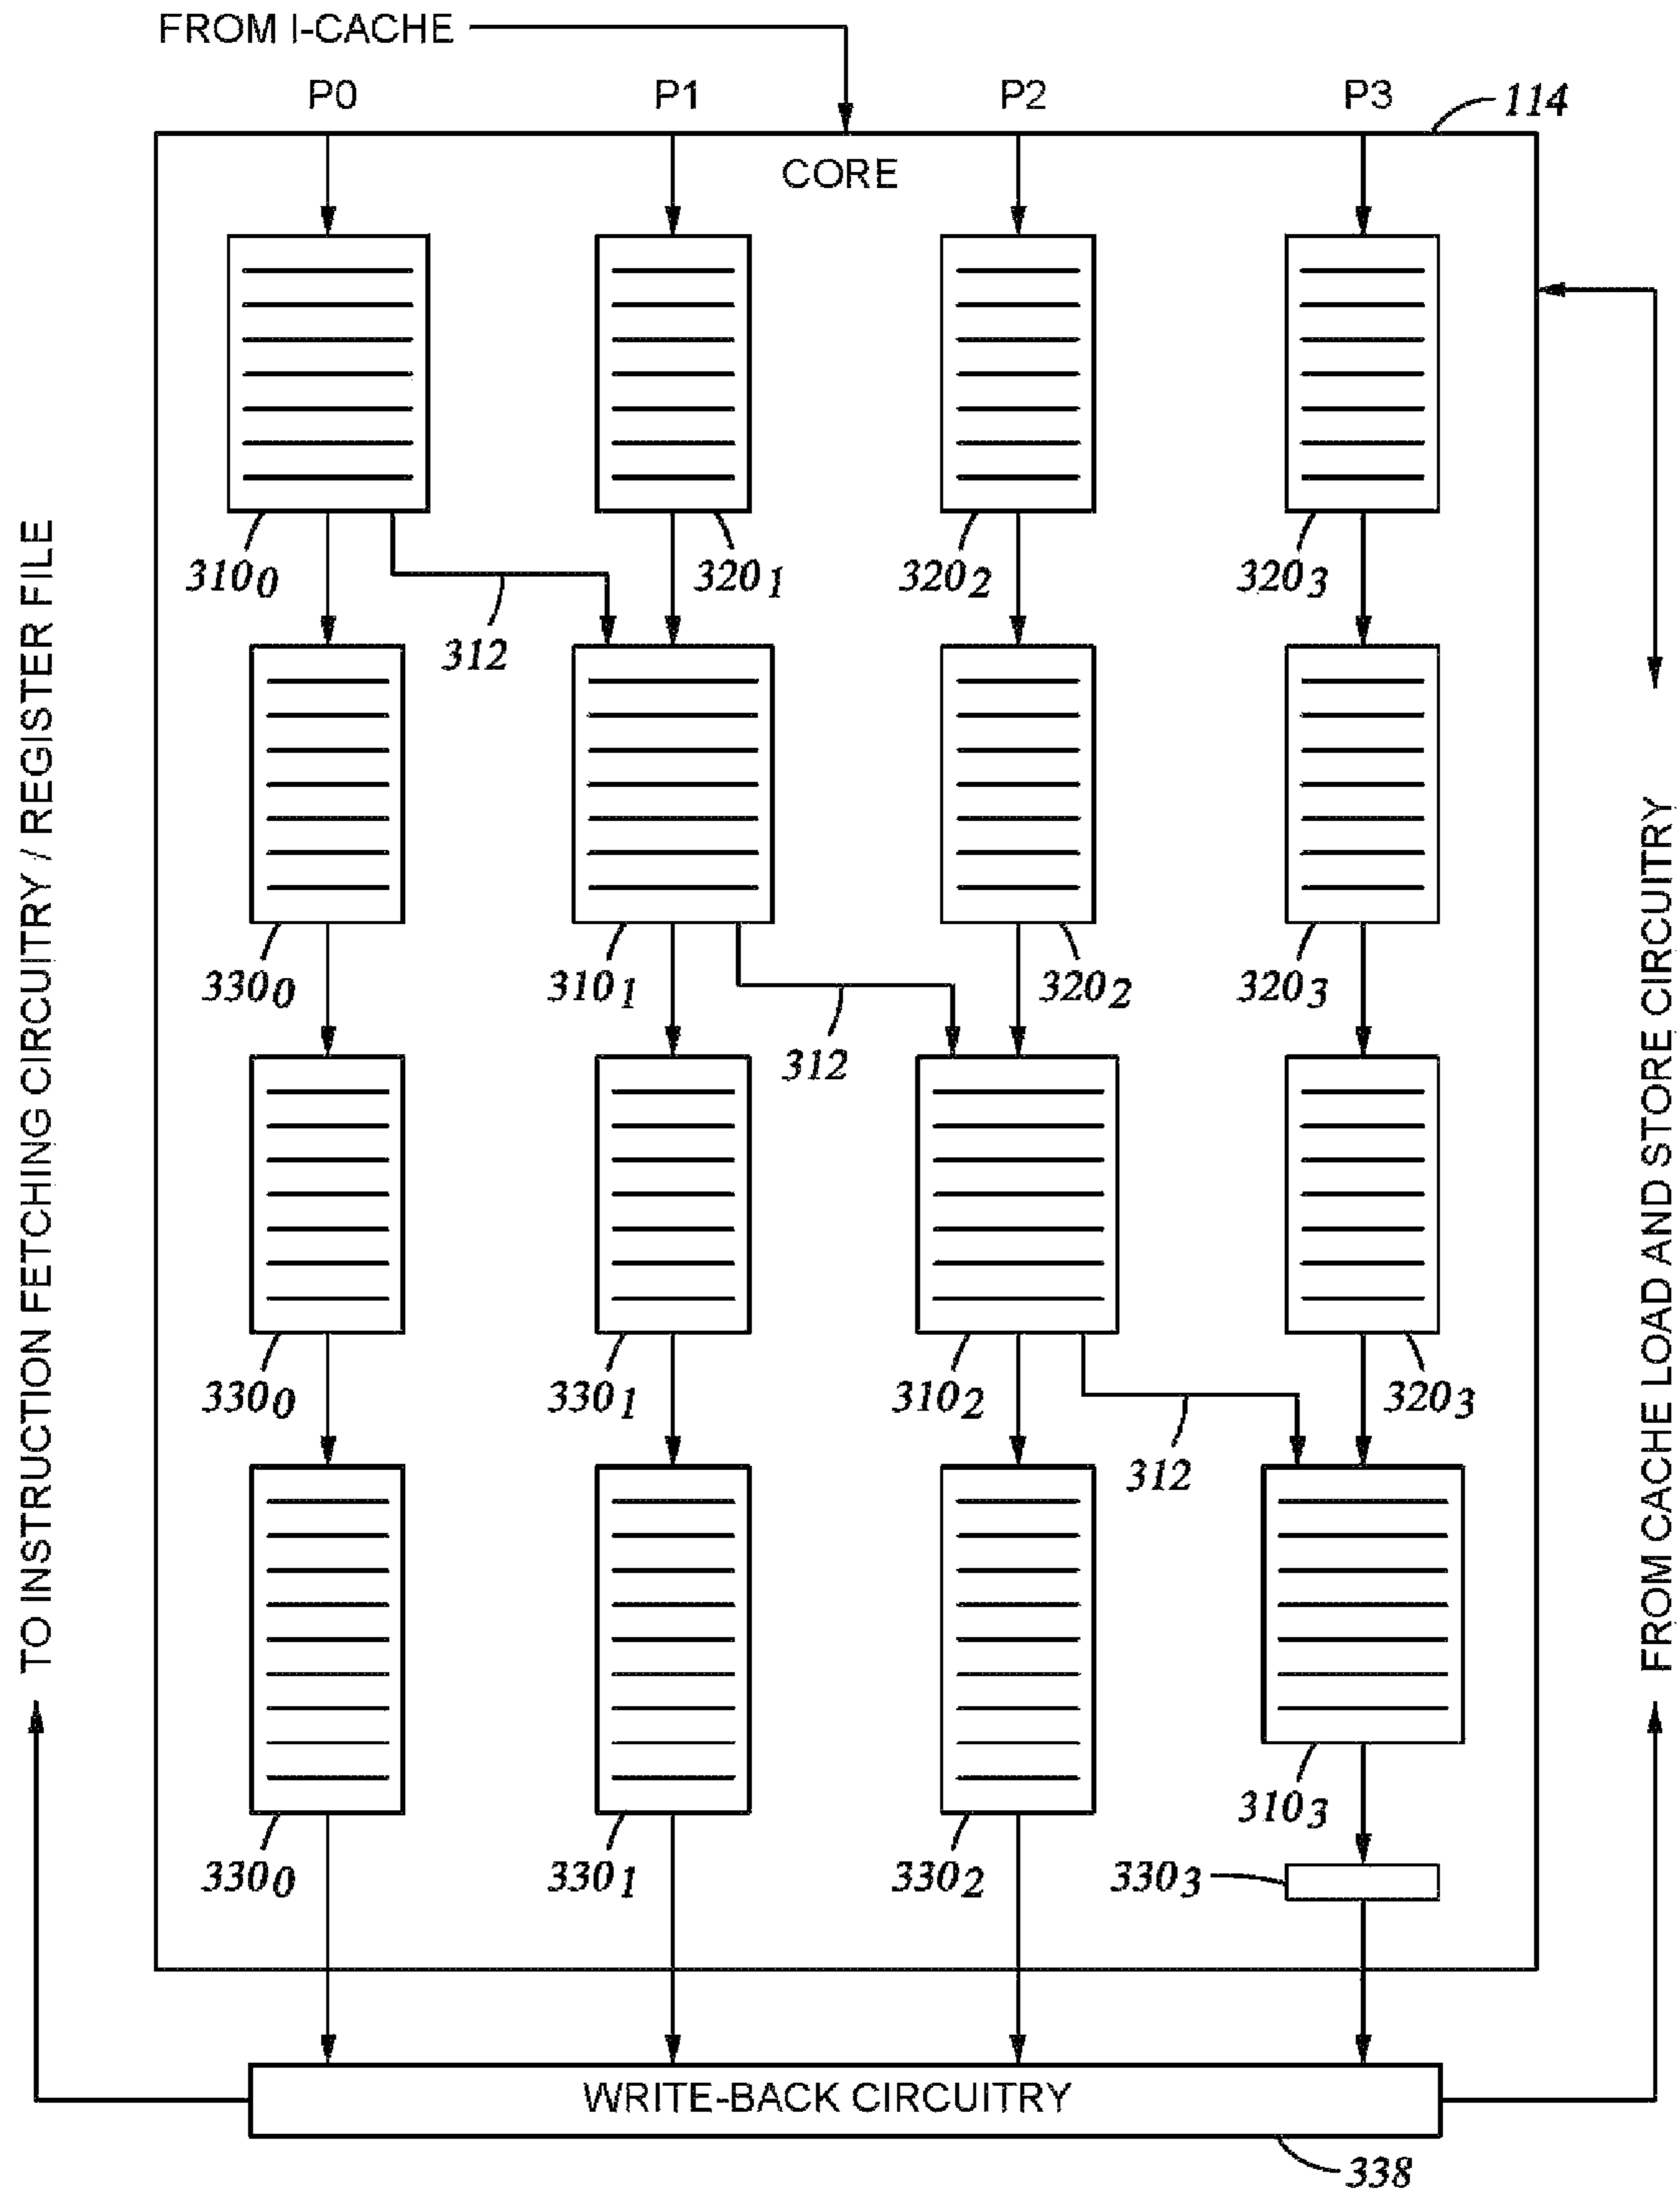 FROM I-CACHE
P0 P1 P2 P3 114
CORE
310₀ 320₁ 320₂ 320₃
312
330₀ 310₁ 320₂ 320₃
312
330₀ 330₁ 310₂ 320₃
312
310₃
330₀ 330₁ 330₂ 330₃
WRITE-BACK CIRCUITRY
338
TO INSTRUCTION FETCHING CIRCUITRY / REGISTER FILE
FROM CACHE LOAD AND STORE CIRCUITRY